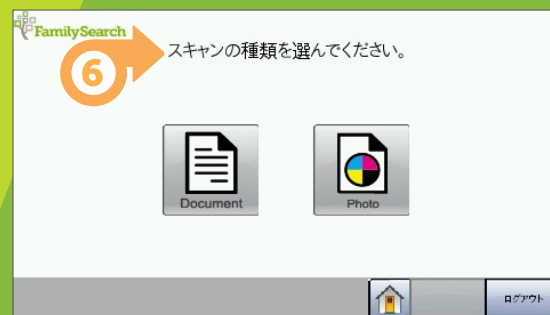 FamilySearch
6
スキャンの種類を選んでください。
Document
Photo
ログアウト